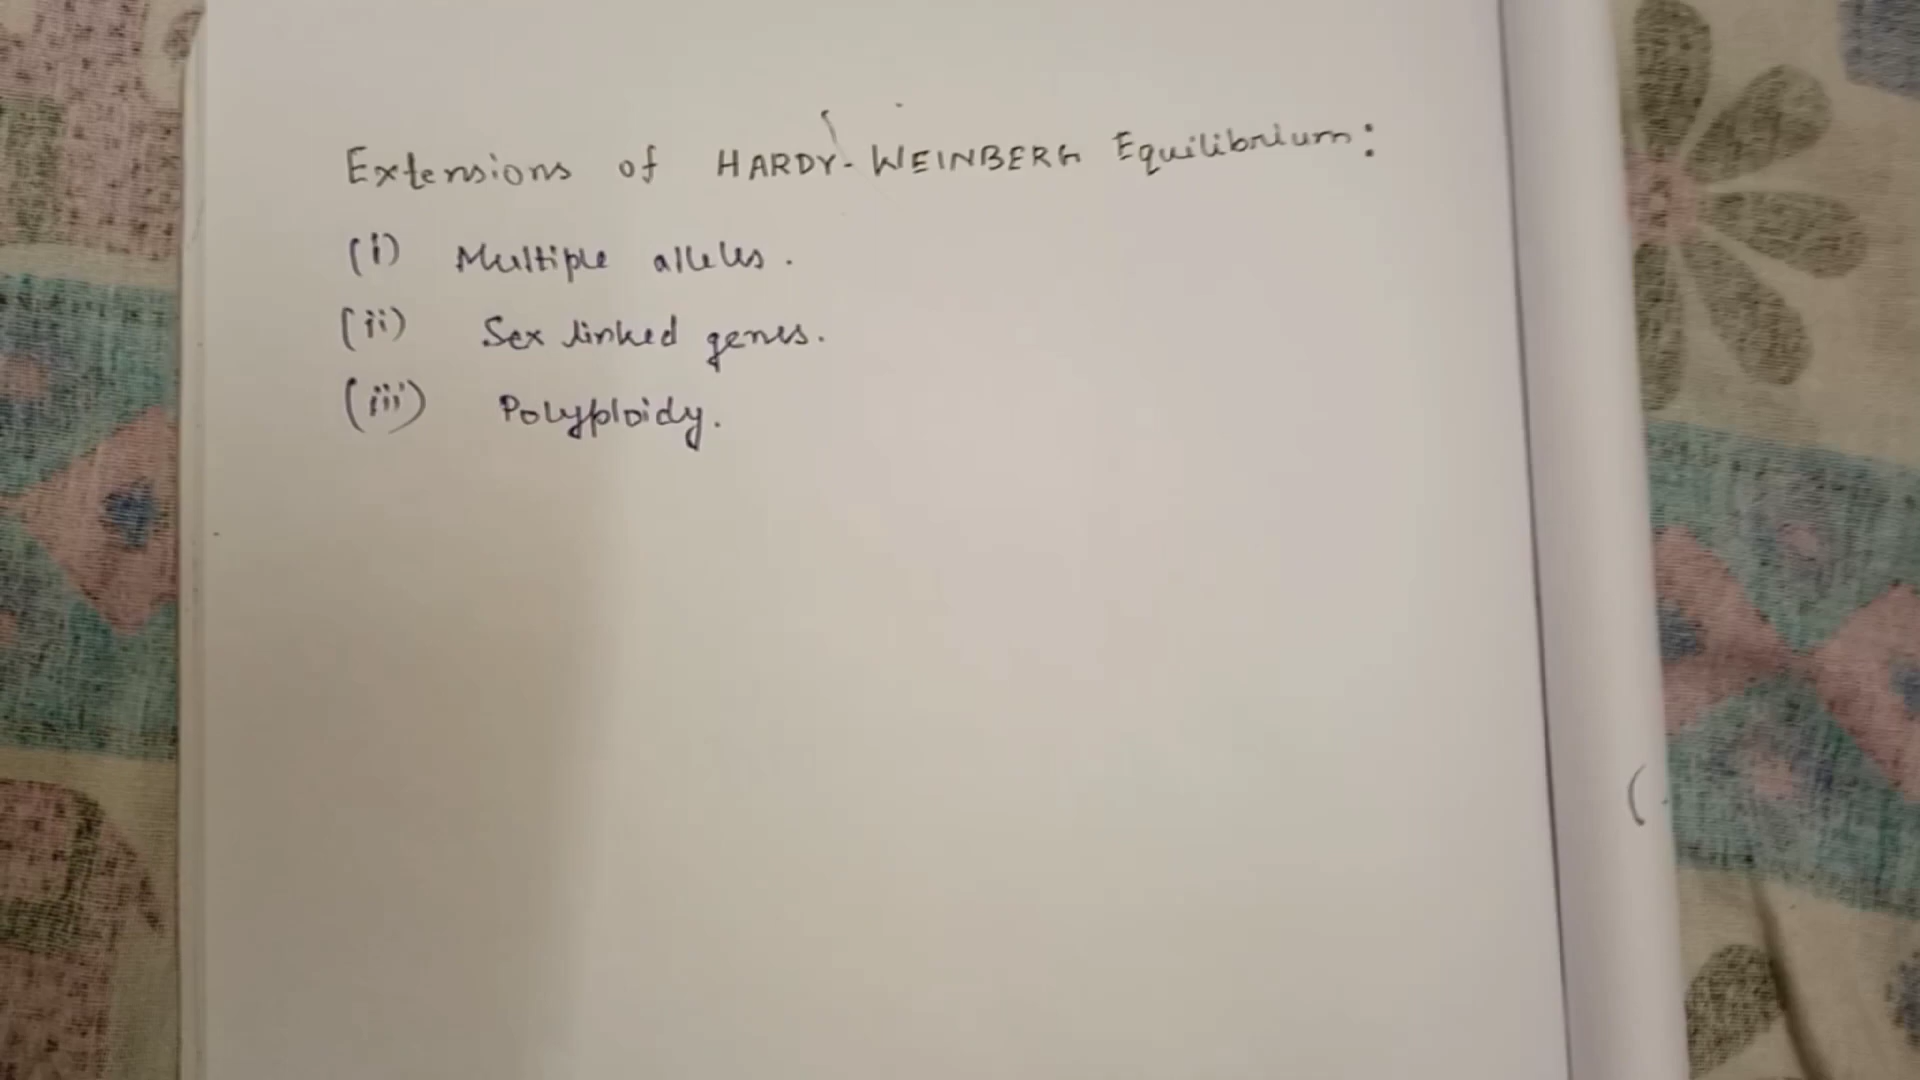 Extensions of HARDY-WEINBERG Equilibrium:
(i) Multiple alleles.
(ii) Sex linked genes.
(iii) Polyploidy.
(